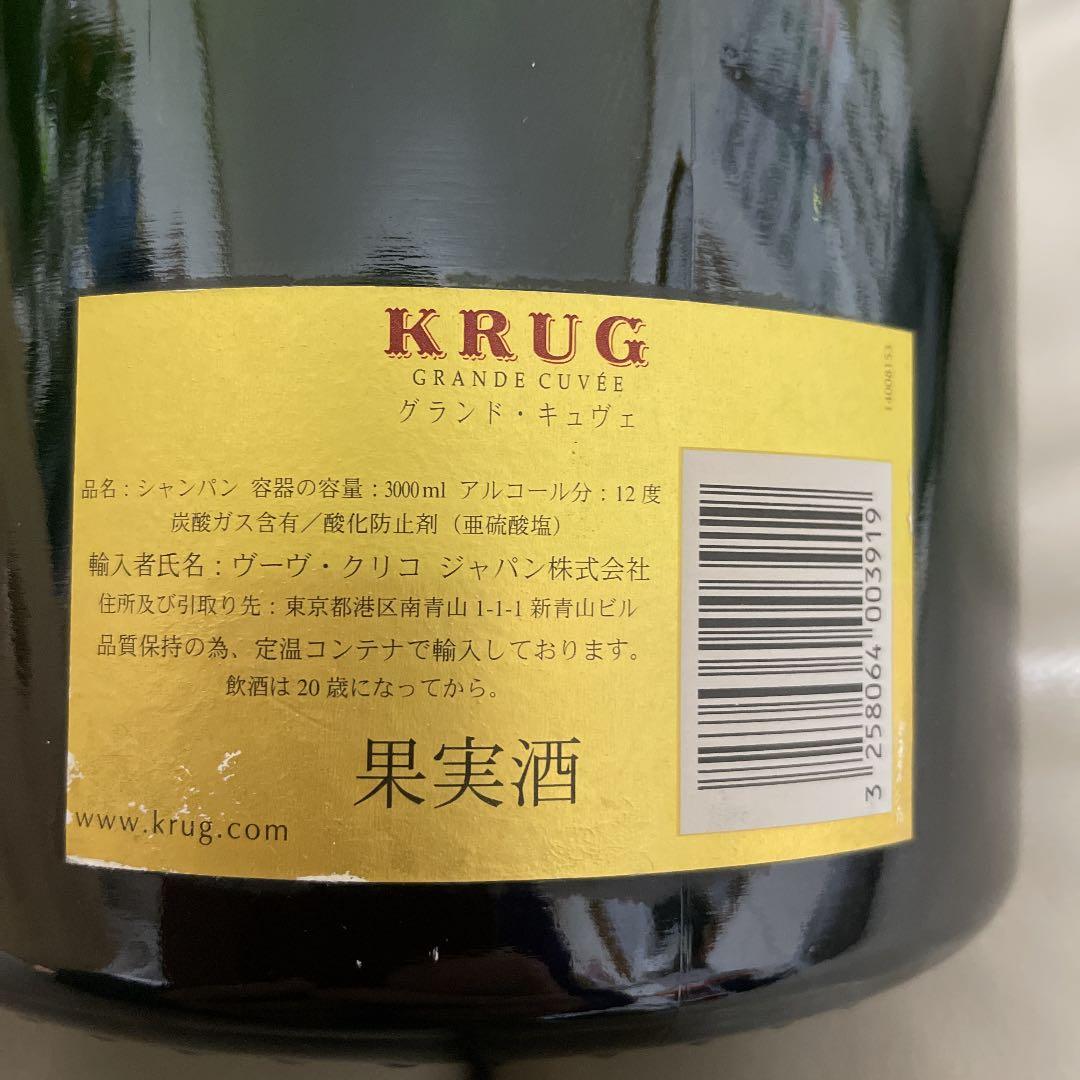 KRUG
GRANDE CUVÉE
グランド・キュヴェ
14008153
品名：シャンパン 容器の容量：3000ml アルコール分：12度
炭酸ガス含有／酸化防止剤（亜硫酸塩）
輸入者氏名：ヴーヴ・クリコ ジャパン株式会社
住所及び引取り先：東京都港区南青山1-1-1新青山ビル
品質保持の為、定温コンテナで輸入しております。
飲酒は20歳になってから。
果実酒
www.krug.com
3 258064 003919